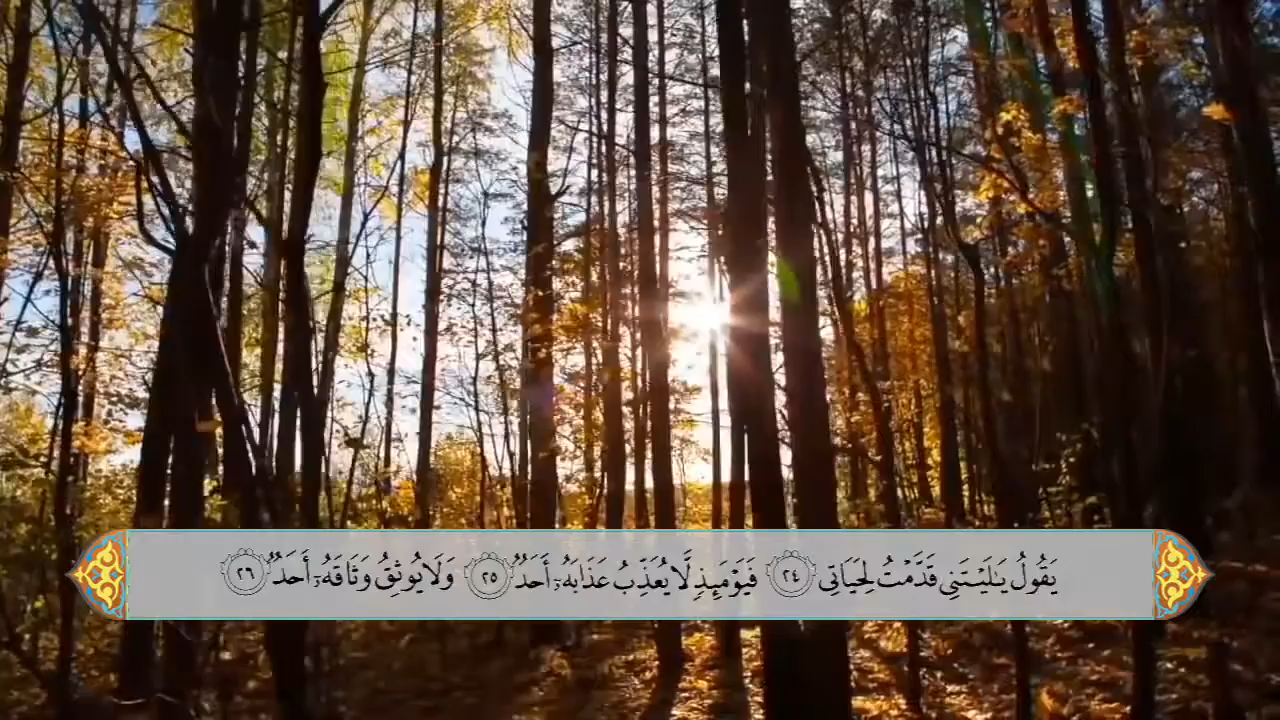 يَقُولُ يَـٰلَيْتَنِى قَدَّمْتُ لِحَيَاتِى ٢٤ فَيَوْمَئِذٍ لَّا يُعَذِّبُ عَذَابَهُۥٓ أَحَدٌ ٢٥ وَلَا يُوثِقُ وَثَاقَهُۥٓ أَحَدٌ ٢٦